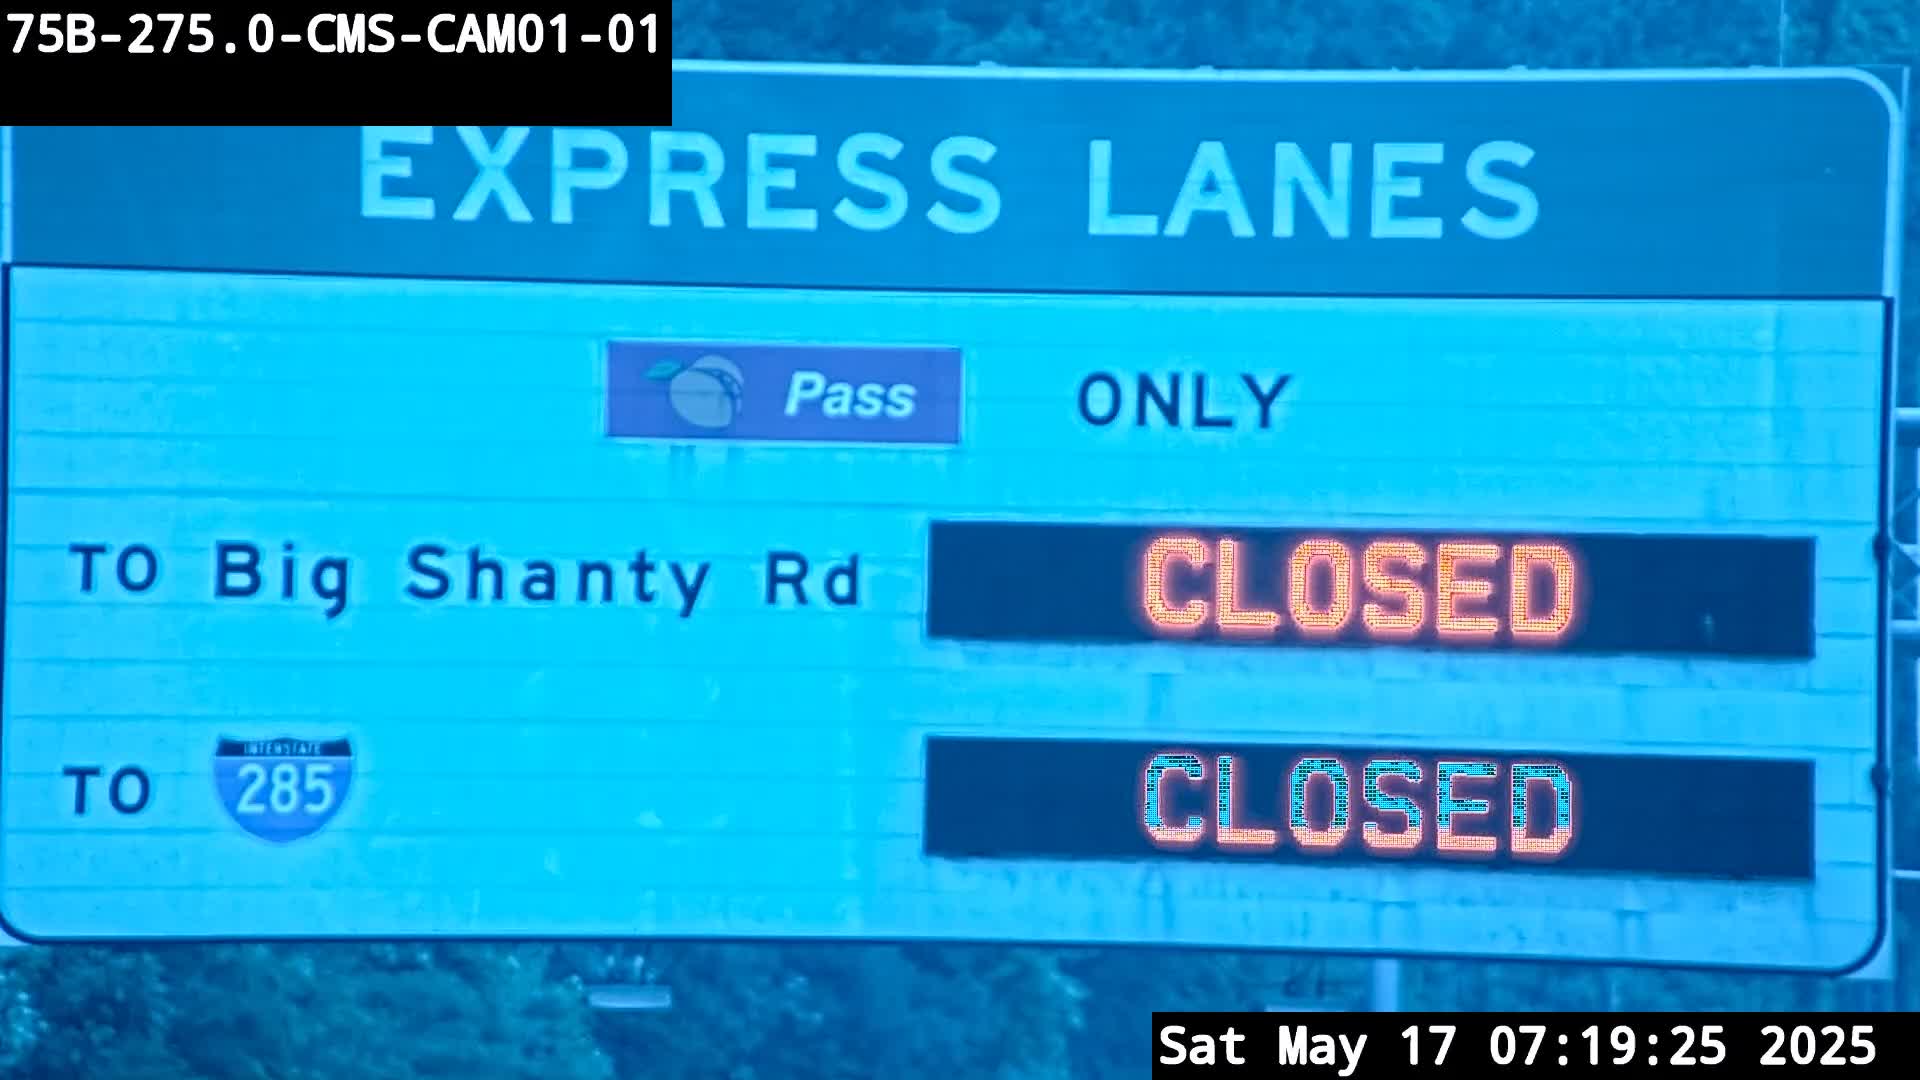 75B-275.0-CMS-CAM01-01
EXPRESS LANES
Pass ONLY
TO Big Shanty Rd CLOSED
INTERSTATE
TO 285 CLOSED
Sat May 17 07:19:25 2025